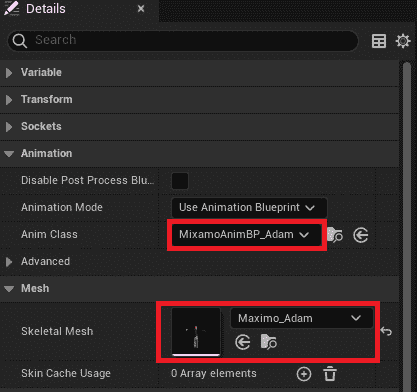 Details
Search
Variable
Transform
Sockets
Animation
Disable Post Process Blu...
Animation Mode Use Animation Blueprint
Anim Class MixamoAnimBP_Adam
Advanced
Mesh
Skeletal Mesh Maximo_Adam
Skin Cache Usage 0 Array elements